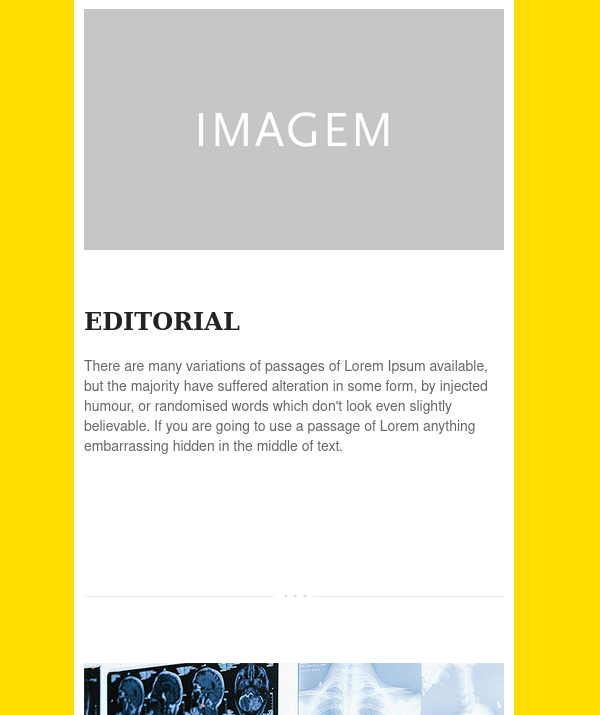 IMAGEM
EDITORIAL
There are many variations of passages of Lorem Ipsum available,
but the majority have suffered alteration in some form, by injected
humour, or randomised words which don't look even slightly
believable. If you are going to use a passage of Lorem anything
embarrassing hidden in the middle of text.